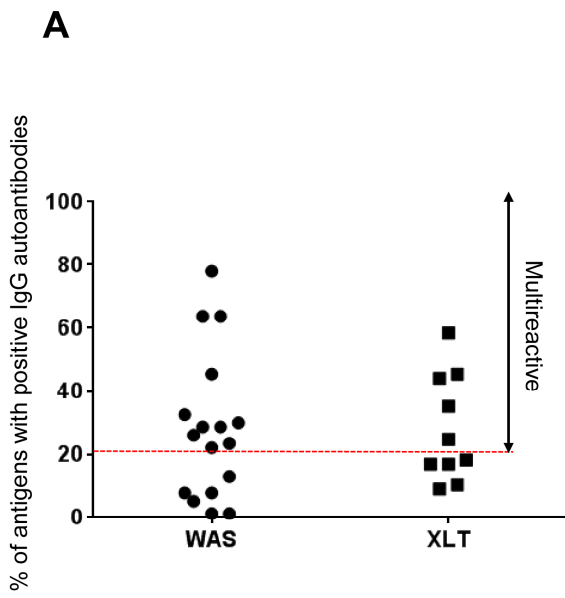 A
% of antigens with positive IgG autoantibodies
100
80
60
40
20
0
Multireactive
WAS
XLT